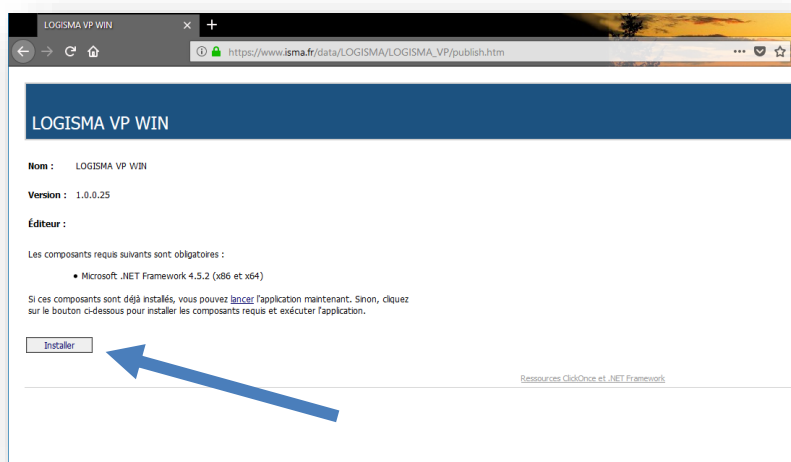 LOGISMA VP WIN
https://www.isma.fr/data/LOGISMA/LOGISMA_VP/publish.htm
LOGISMA VP WIN
Nom : LOGISMA VP WIN
Version : 1.0.0.25
Éditeur :
Les composants requis suivants sont obligatoires :
• Microsoft .NET Framework 4.5.2 (x86 et x64)
Si ces composants sont déjà installés, vous pouvez lancer l'application maintenant. Sinon, cliquez
sur le bouton ci-dessous pour installer les composants requis et exécuter l'application.
Installer
Ressources ClickOnce et .NET Framework